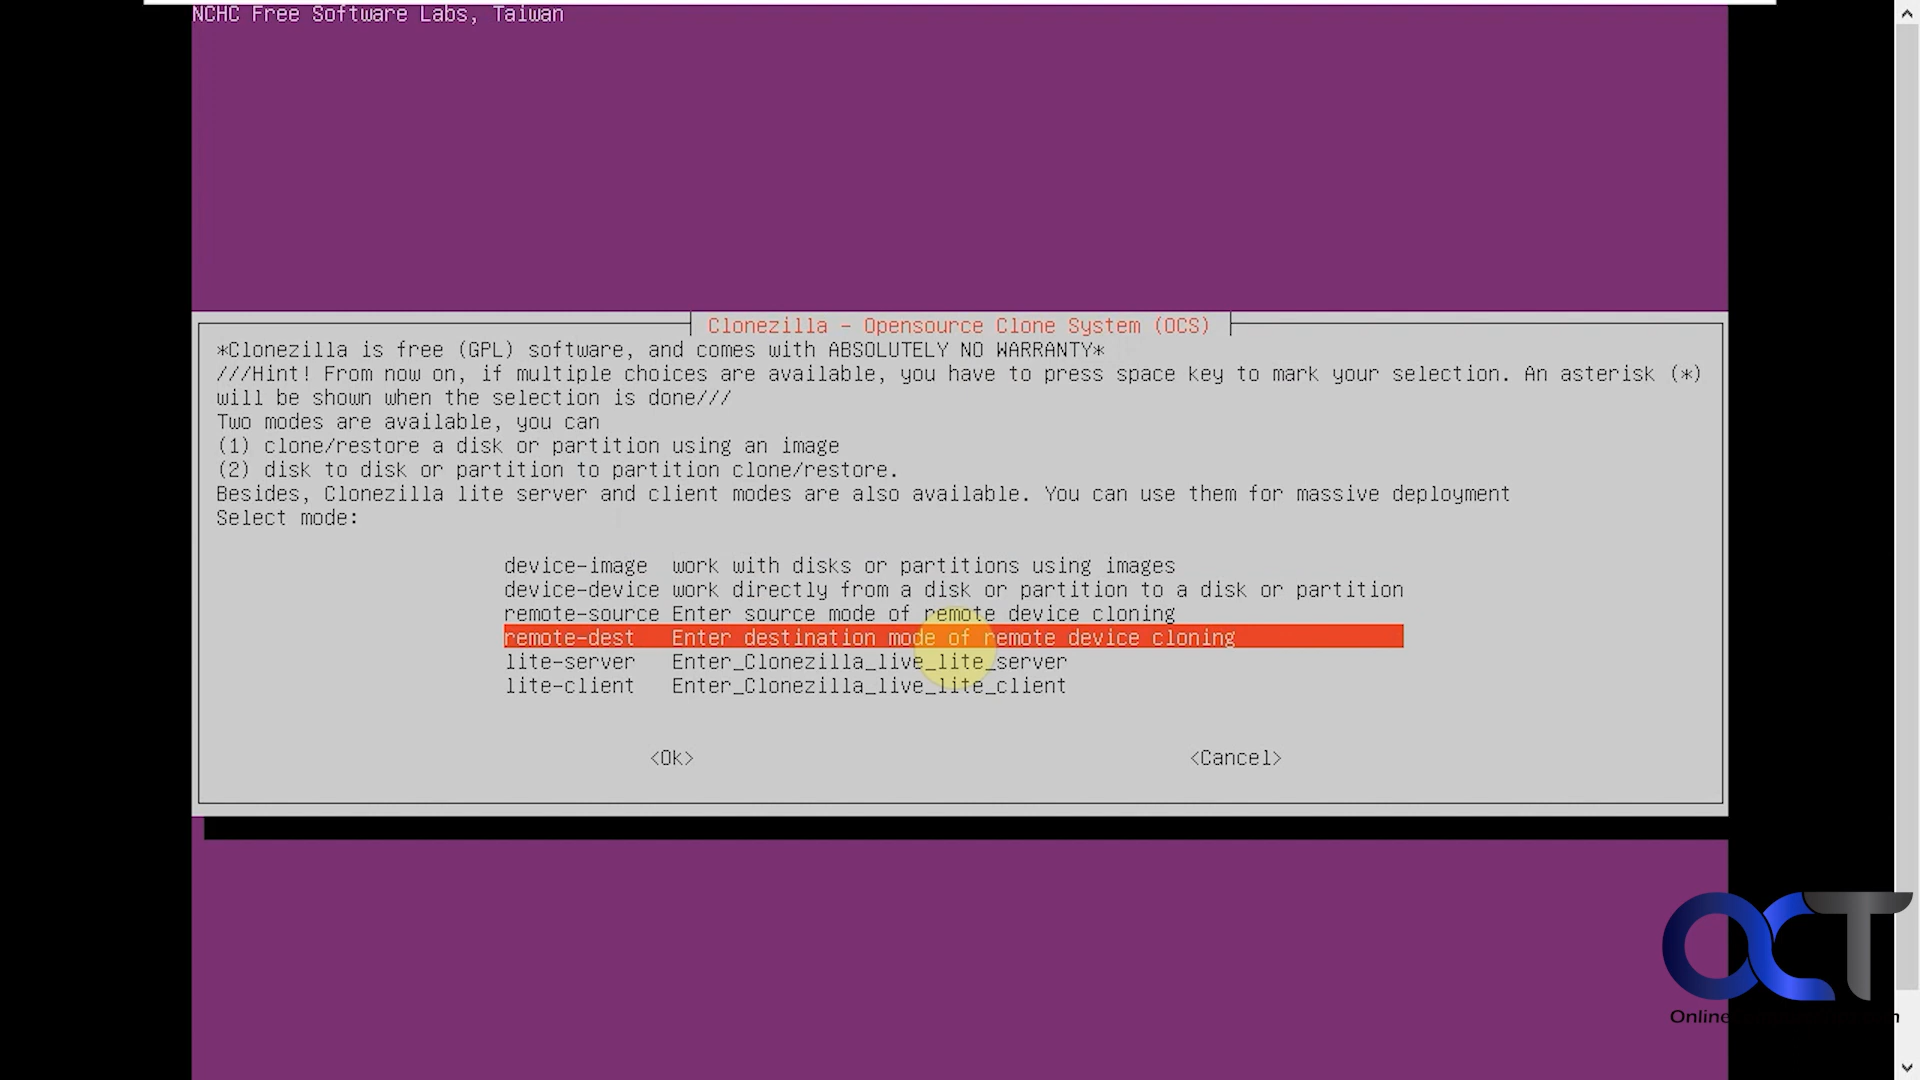 NCHC Free Software Labs, Taiwan
Clonezilla - Opensource Clone System (OCS)
*Clonezilla is free (GPL) software, and comes with ABSOLUTELY NO WARRANTY*
///Hint! From now on, if multiple choices are available, you have to press space key to mark your selection. An asterisk (*)
will be shown when the selection is done///
Two modes are available, you can
(1) clone/restore a disk or partition using an image
(2) disk to disk or partition to partition clone/restore.
Besides, Clonezilla lite server and client modes are also available. You can use them for massive deployment
Select mode:
device-image work with disks or partitions using images
device-device work directly from a disk or partition to a disk or partition
remote-source Enter source mode of remote device cloning
remote-dest Enter destination mode of remote device cloning
lite-server Enter_Clonezilla_live_lite_server
lite-client Enter_Clonezilla_live_lite_client
<Ok> <Cancel>
OCT
Online